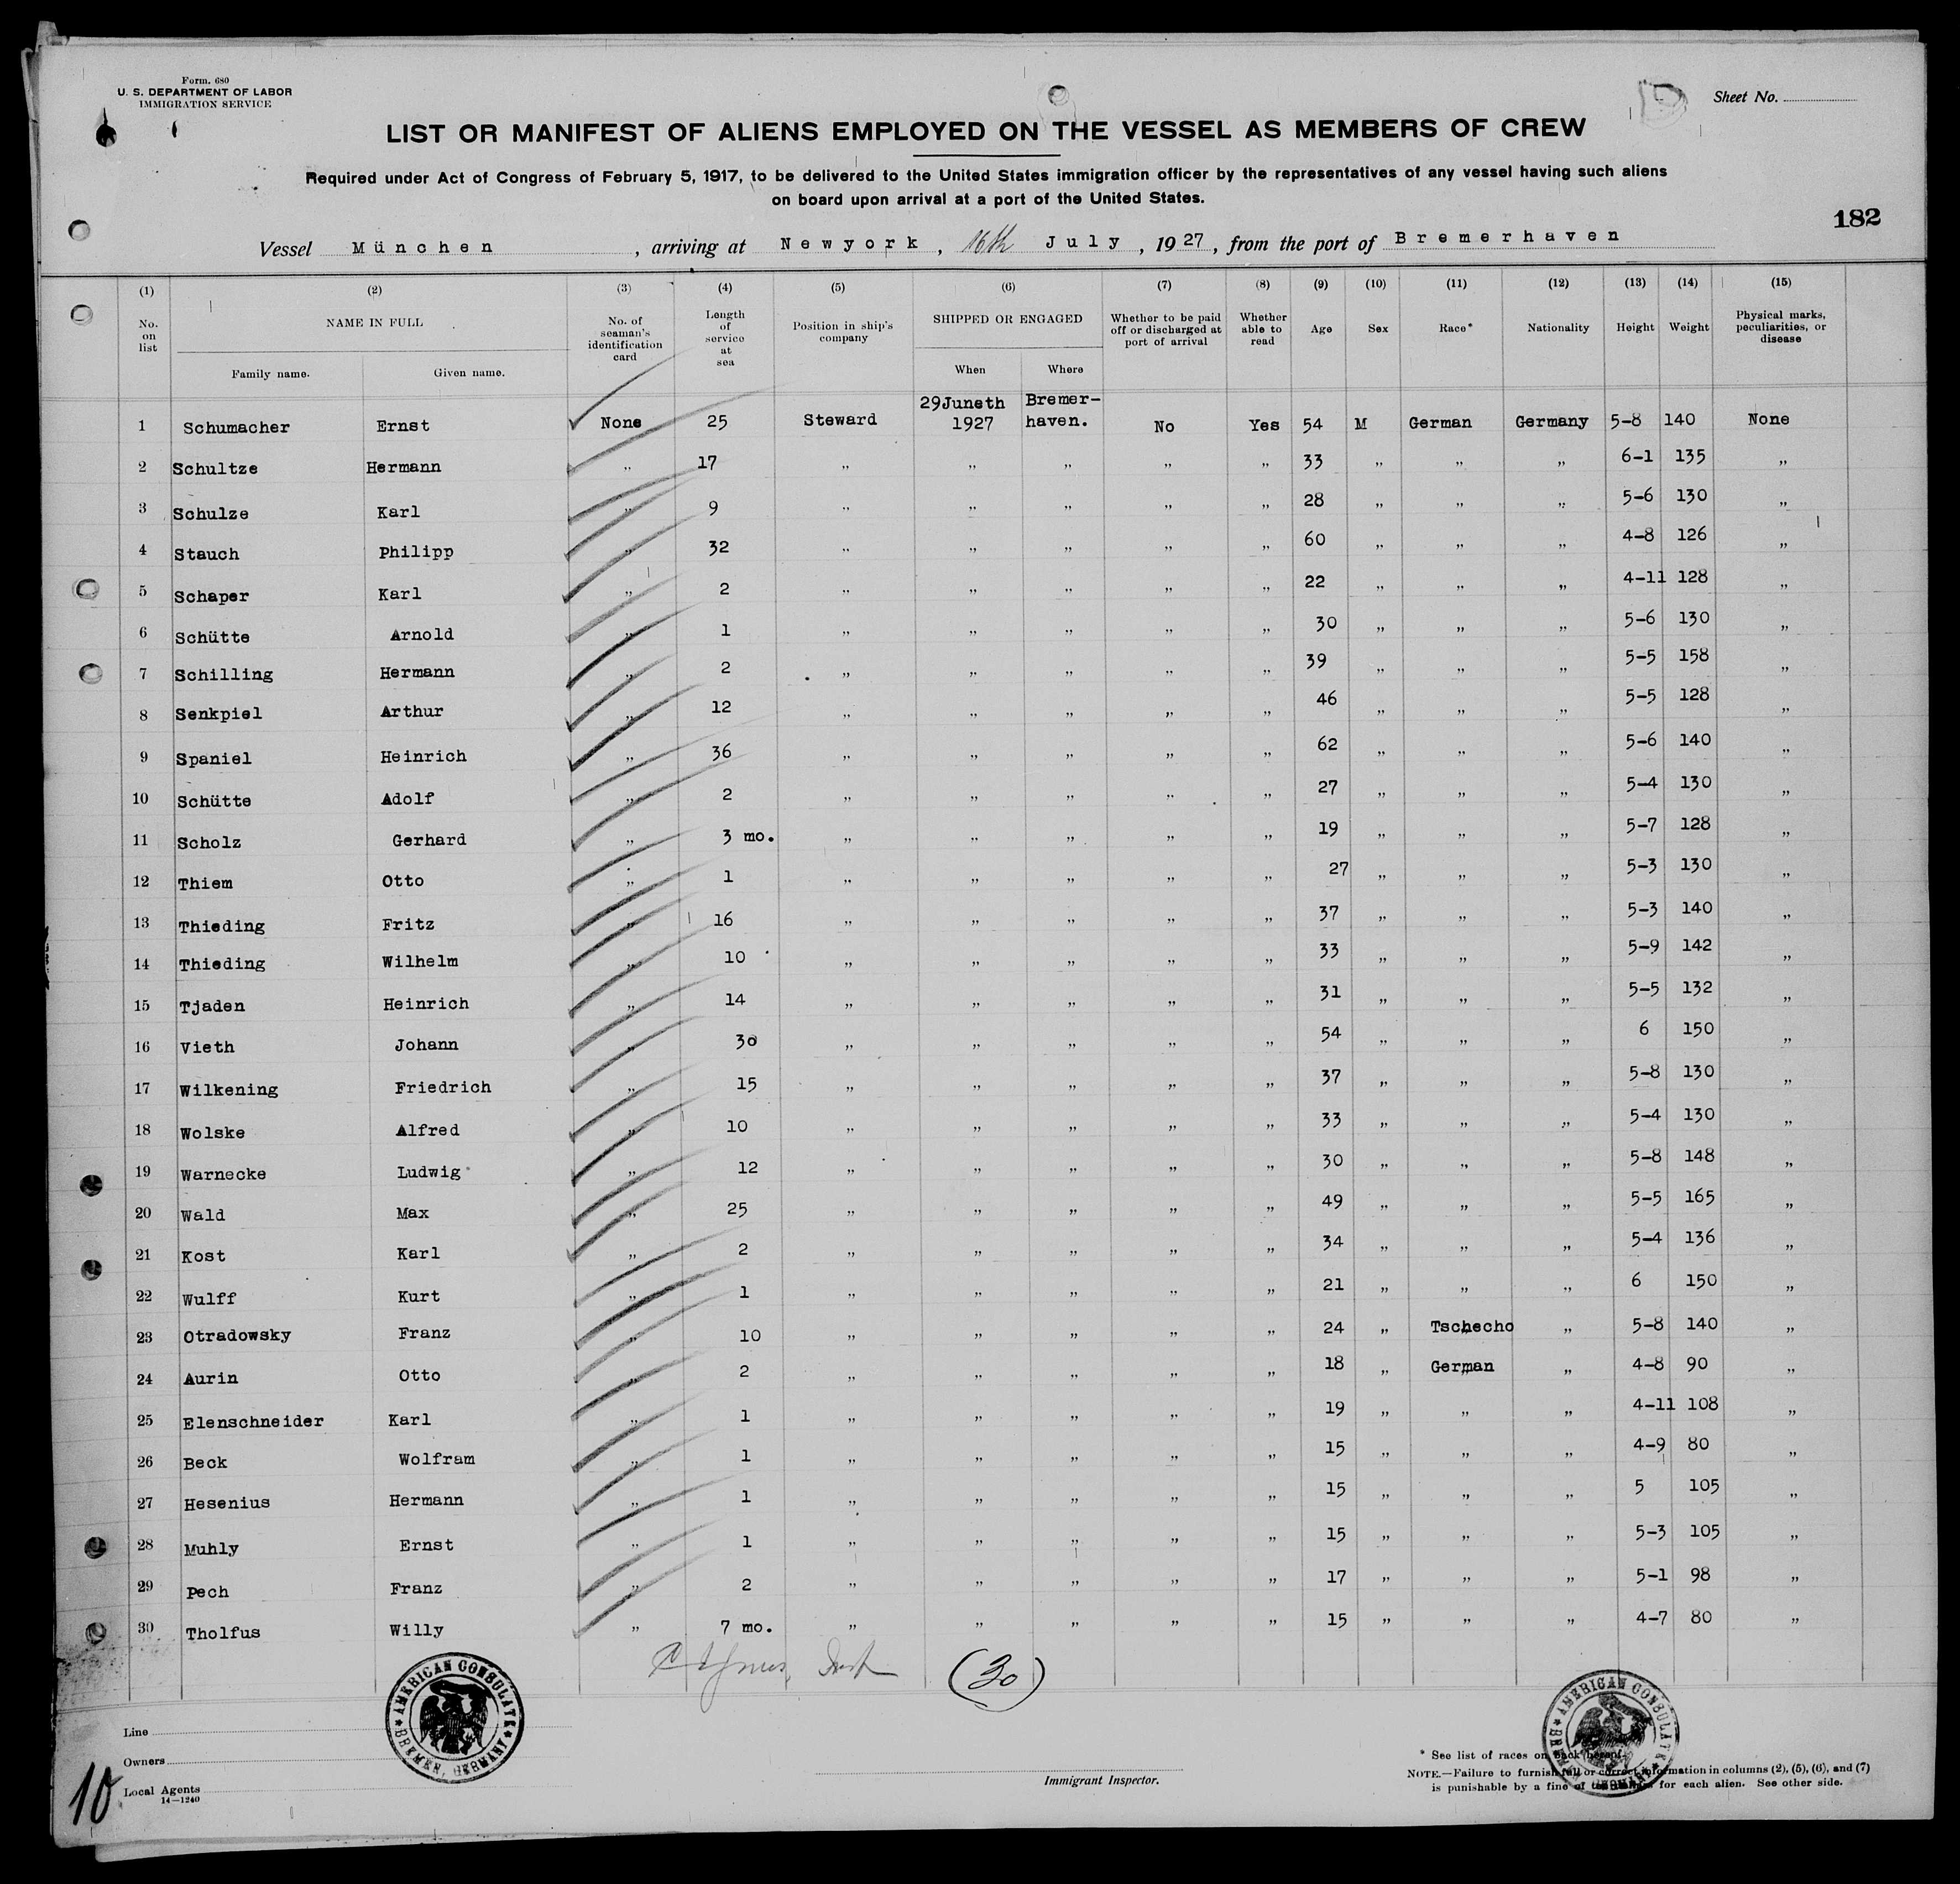 Form. 680
U. S. DEPARTMENT OF LABOR
IMMIGRATION SERVICE
Sheet No.
LIST OR MANIFEST OF ALIENS EMPLOYED ON THE VESSEL AS MEMBERS OF CREW
Required under Act of Congress of February 5, 1917, to be delivered to the United States immigration officer by the representatives of any vessel having such aliens
on board upon arrival at a port of the United States.
182
Vessel München, arriving at Newyork, 16th July, 1927, from the port of Bremerhaven
(1) (2) (3) (4) (5) (6) (7) (8) (9) (10) (11) (12) (13) (14) (15)
No. on list NAME IN FULL Family name. Given name. No. of seaman's identification card Length of service at sea Position in ship's company SHIPPED OR ENGAGED When Where Whether to be paid off or discharged at port of arrival Whether able to read Age Sex Race* Nationality Height Weight Physical marks, peculiarities, or disease
1 Schumacher Ernst None 25 Steward 29Juneth 1927 Bremer-haven. No Yes 54 M German Germany 5-8 140 None
2 Schultze Hermann „ 17 „ „ „ „ „ 33 „ „ „ 6-1 135 „
3 Schulze Karl „ 9 „ „ „ „ „ 28 „ „ „ 5-6 130 „
4 Stauch Philipp „ 32 „ „ „ „ „ 60 „ „ „ 4-8 126 „
5 Schaper Karl „ 2 „ „ „ „ „ 22 „ „ „ 4-11 128 „
6 Schütte Arnold „ 1 „ „ „ „ „ 30 „ „ „ 5-6 130 „
7 Schilling Hermann „ 2 „ „ „ „ „ 39 „ „ „ 5-5 158 „
8 Senkpiel Arthur „ 12 „ „ „ „ „ 46 „ „ „ 5-5 128 „
9 Spaniel Heinrich „ 36 „ „ „ „ „ 62 „ „ „ 5-6 140 „
10 Schütte Adolf „ 2 „ „ „ „ „ 27 „ „ „ 5-4 130 „
11 Scholz Gerhard „ 3 mo. „ „ „ „ „ 19 „ „ „ 5-7 128 „
12 Thiem Otto „ 1 „ „ „ „ „ 27 „ „ „ 5-3 130 „
13 Thieding Fritz „ 16 „ „ „ „ „ 37 „ „ „ 5-3 140 „
14 Thieding Wilhelm „ 10 „ „ „ „ „ 33 „ „ „ 5-9 142 „
15 Tjaden Heinrich „ 14 „ „ „ „ „ 31 „ „ „ 5-5 132 „
16 Vieth Johann „ 30 „ „ „ „ „ 54 „ „ „ 6 150 „
17 Wilkening Friedrich „ 15 „ „ „ „ „ 37 „ „ „ 5-8 130 „
18 Wolske Alfred „ 10 „ „ „ „ „ 33 „ „ „ 5-4 130 „
19 Warnecke Ludwig „ 12 „ „ „ „ „ 30 „ „ „ 5-8 148 „
20 Wald Max „ 25 „ „ „ „ „ 49 „ „ „ 5-5 165 „
21 Kost Karl „ 2 „ „ „ „ „ 34 „ „ „ 5-4 136 „
22 Wulff Kurt „ 1 „ „ „ „ „ 21 „ „ „ 6 150 „
23 Otradowsky Franz „ 10 „ „ „ „ „ 24 „ Tschecho „ 5-8 140 „
24 Aurin Otto „ 2 „ „ „ „ „ 18 „ German „ 4-8 90 „
25 Elenschneider Karl „ 1 „ „ „ „ „ 19 „ „ „ 4-11 108 „
26 Beck Wolfram „ 1 „ „ „ „ „ 15 „ „ „ 4-9 80 „
27 Hesenius Hermann „ 1 „ „ „ „ „ 15 „ „ „ 5 105 „
28 Muhly Ernst „ 1 „ „ „ „ „ 15 „ „ „ 5-3 105 „
29 Pech Franz „ 2 „ „ „ „ „ 17 „ „ „ 5-1 98 „
30 Tholfus Willy „ 7 mo. „ „ „ „ „ 15 „ „ „ 4-7 80 „
(30)
AMERICAN CONSULATE BREMEN, GERMANY
AMERICAN CONSULATE BREMEN, GERMANY
Line
Owners
Local Agents
14-1240
10
Immigrant Inspector.
* See list of races on back hereof.
NOTE.—Failure to furnish full or correct information in columns (2), (5), (6), and (7)
is punishable by a fine of ten dollars for each alien. See other side.